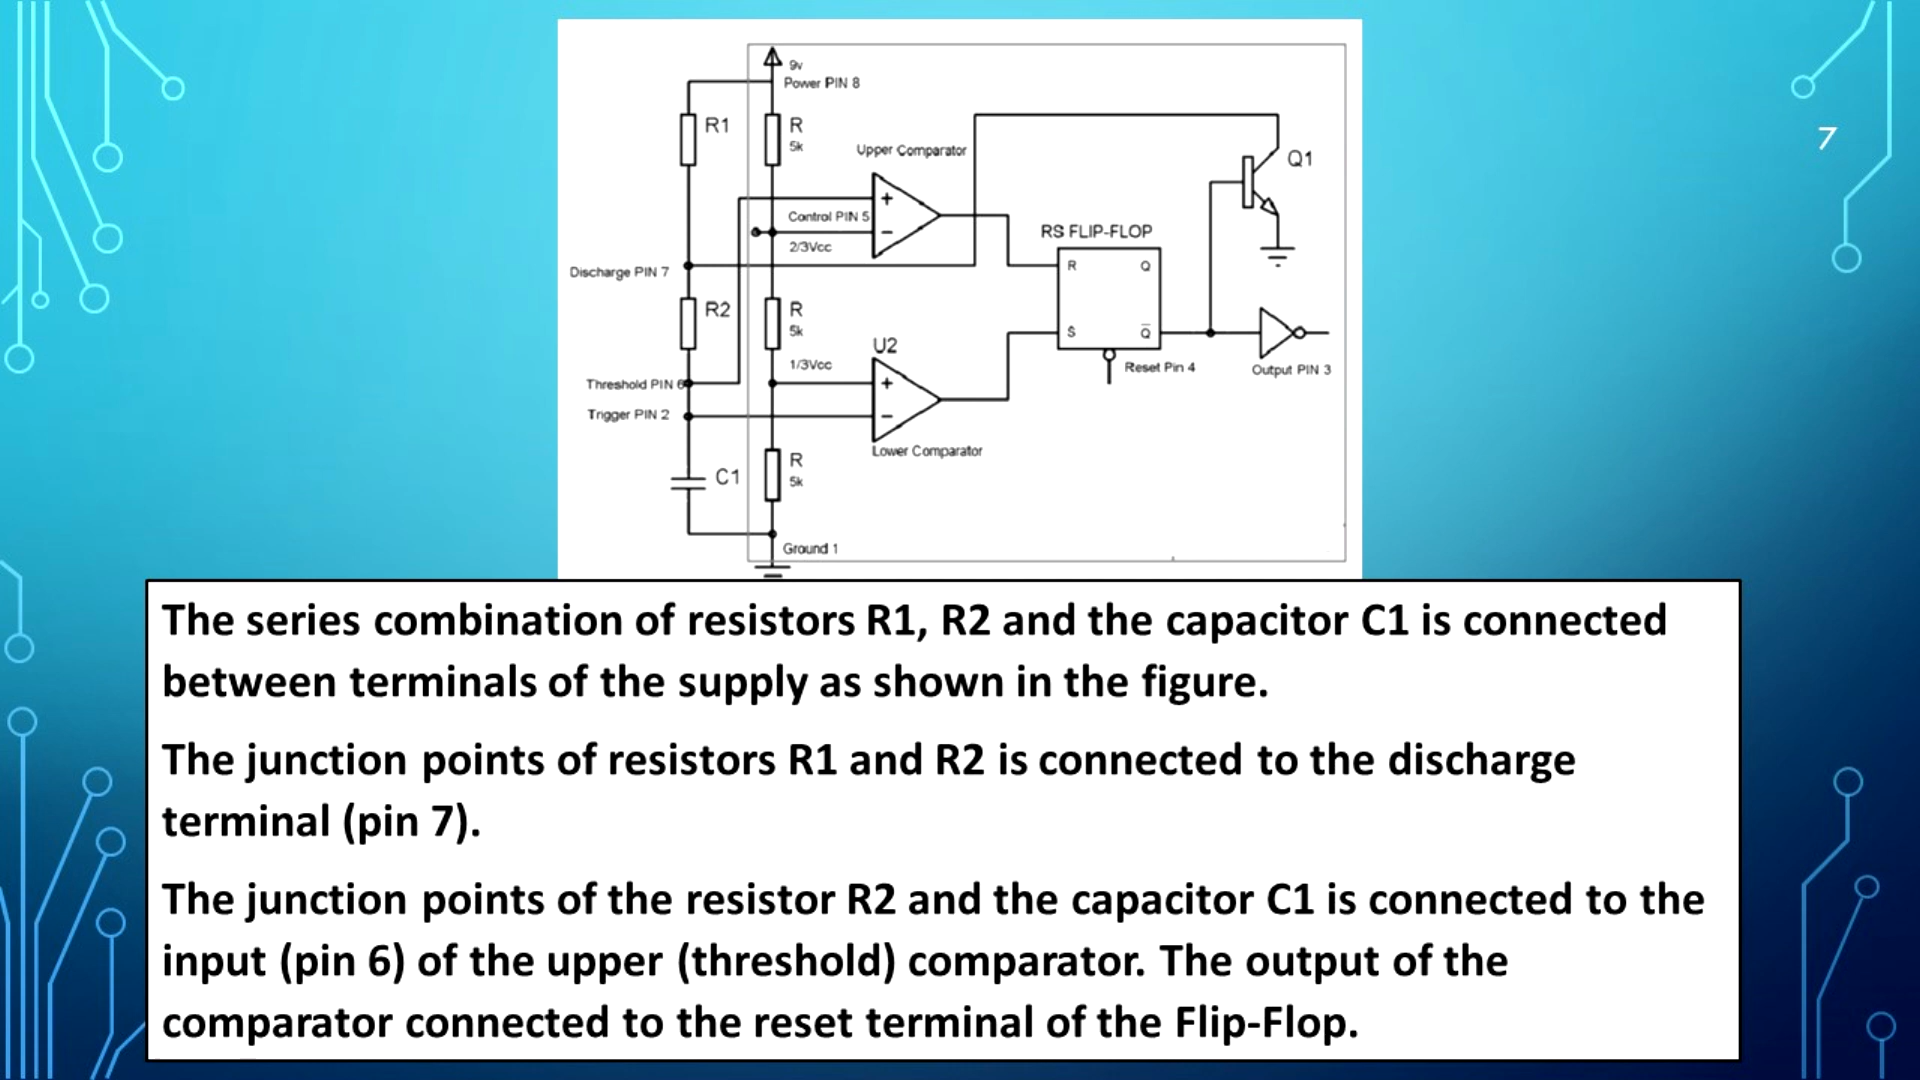 9v
Power PIN 8
R1
R
5k
Upper Comparator
Q1
7
+
Control PIN 5
-
2/3Vcc
RS FLIP-FLOP
Discharge PIN 7
R
Q
R2
R
5k
S
Q̅
U2
1/3Vcc
Reset Pin 4
Output PIN 3
Threshold PIN 6
+
Trigger PIN 2
-
Lower Comparator
C1
R
5k
Ground 1
The series combination of resistors R1, R2 and the capacitor C1 is connected
between terminals of the supply as shown in the figure.
The junction points of resistors R1 and R2 is connected to the discharge
terminal (pin 7).
The junction points of the resistor R2 and the capacitor C1 is connected to the
input (pin 6) of the upper (threshold) comparator. The output of the
comparator connected to the reset terminal of the Flip-Flop.